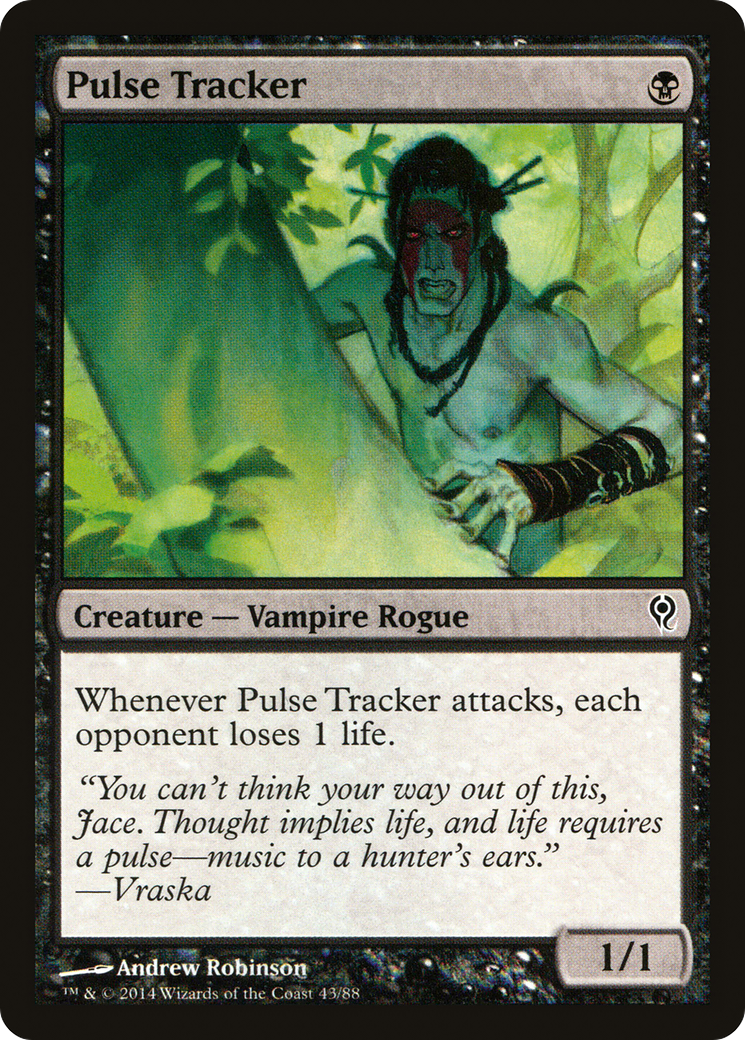 Pulse Tracker
Creature — Vampire Rogue
Whenever Pulse Tracker attacks, each
opponent loses 1 life.
“You can’t think your way out of this,
Jace. Thought implies life, and life requires
a pulse—music to a hunter’s ears.”
—Vraska
1/1
Andrew Robinson
™ & © 2014 Wizards of the Coast 43/88